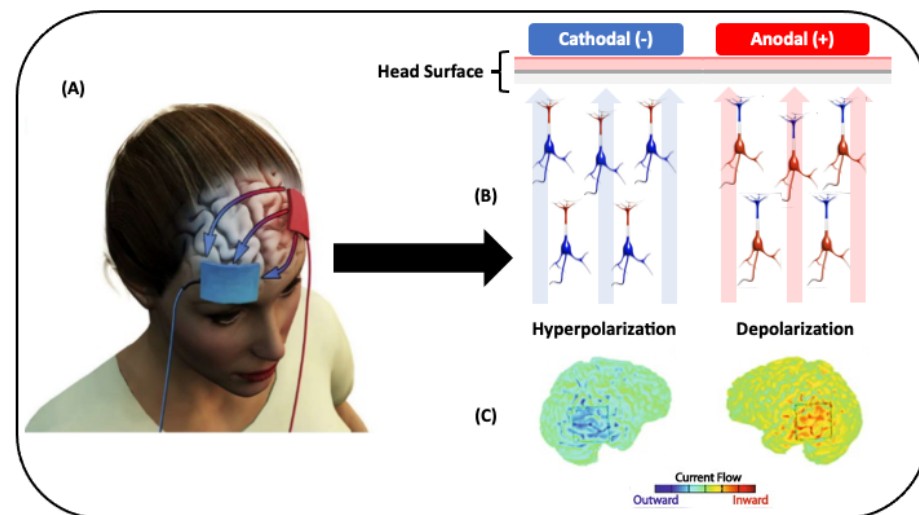 Cathodal (-)
Anodal (+)
Head Surface
(A)
(B)
Hyperpolarization
Depolarization
(C)
Current Flow
Outward
Inward